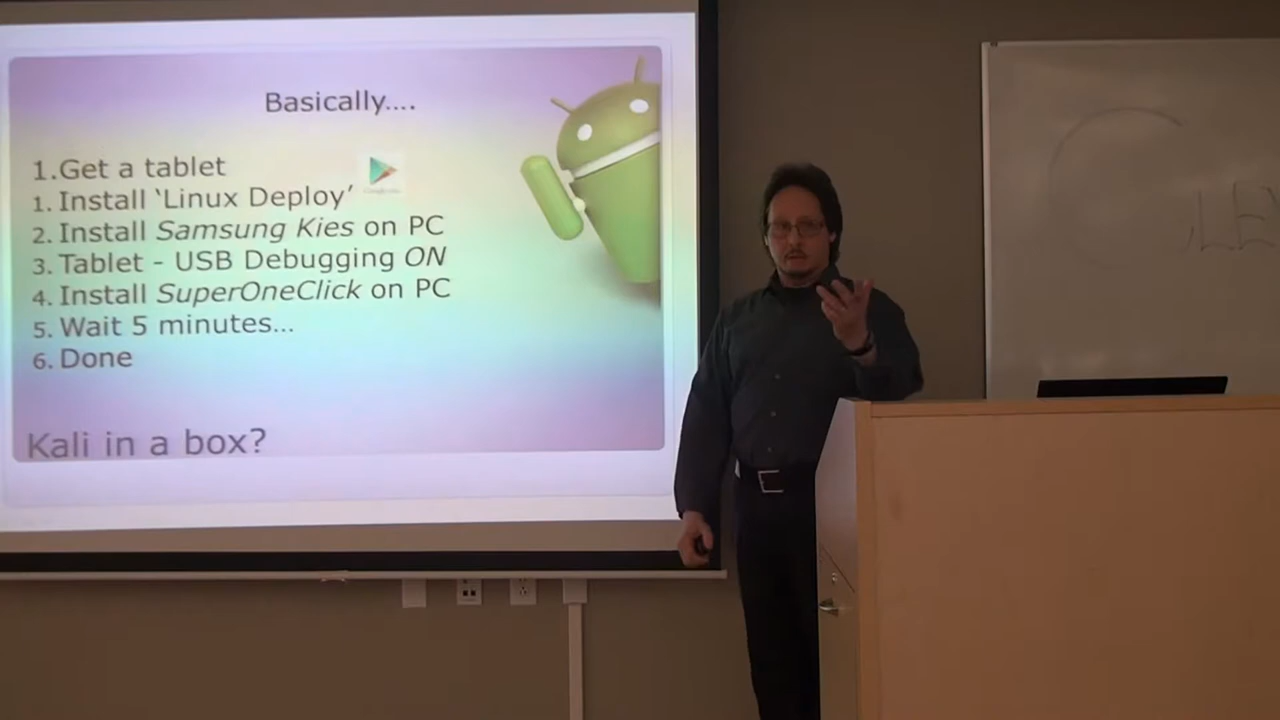 Basically....
1.Get a tablet
1. Install ‘Linux Deploy’
2. Install Samsung Kies on PC
3. Tablet - USB Debugging ON
4. Install SuperOneClick on PC
5. Wait 5 minutes...
6. Done
Kali in a box?